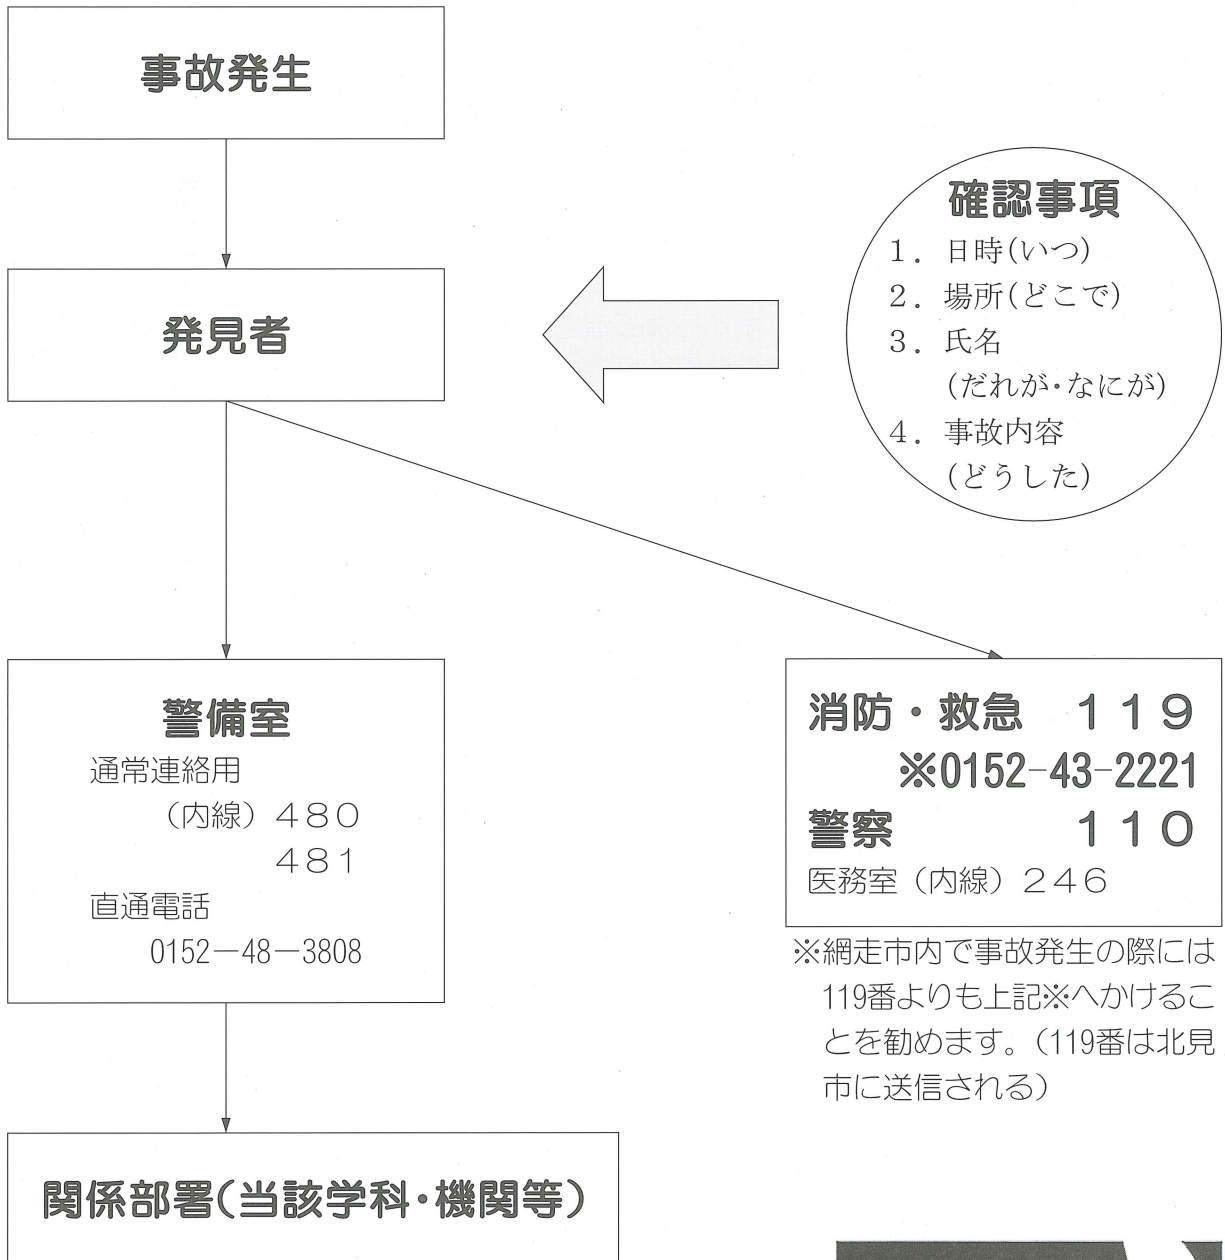 事故発生
発見者
確認事項
１．日時(いつ)
２．場所(どこで)
３．氏名
(だれが・なにが)
４．事故内容
(どうした)
警備室
通常連絡用
（内線）４８０
４８１
直通電話
0152－48－3808
消防・救急　１１９
※0152-43-2221
警察　１１０
医務室（内線）２４６
※網走市内で事故発生の際には
119番よりも上記※へかけるこ
とを勧めます。（119番は北見
市に送信される）
関係部署(当該学科・機関等)